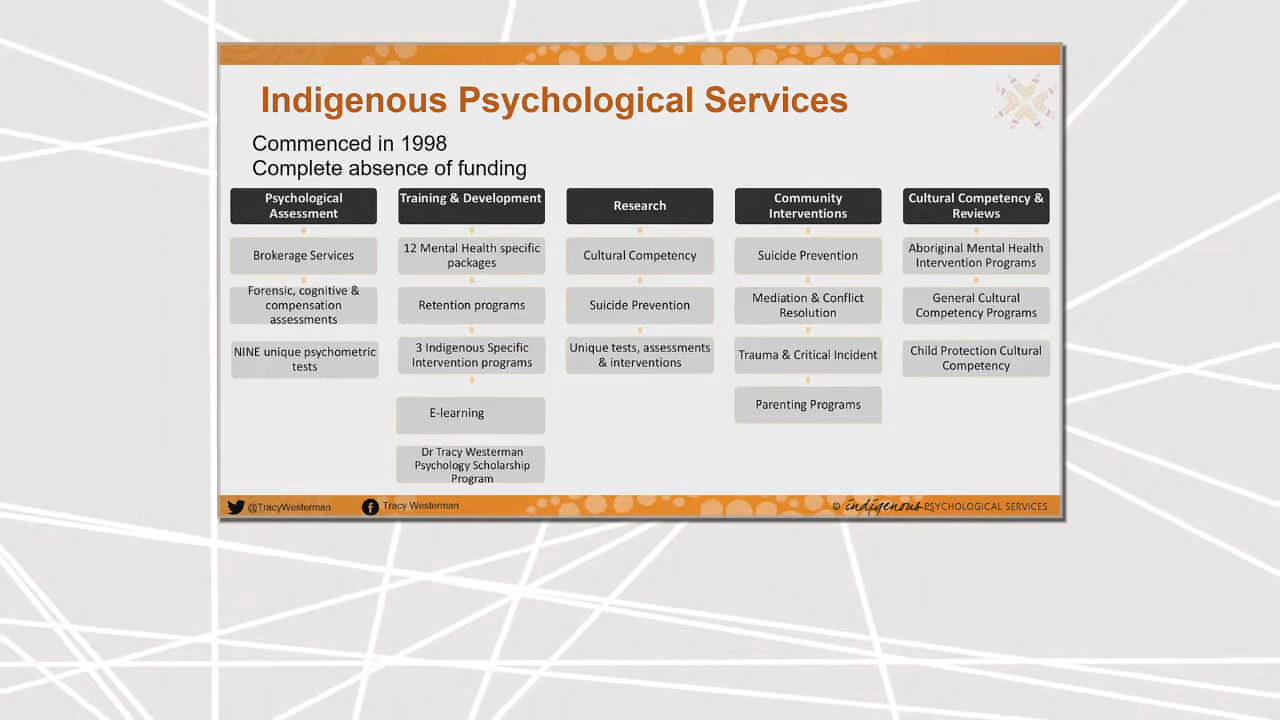 Indigenous Psychological Services
Commenced in 1998
Complete absence of funding
Psychological
Assessment
Brokerage Services
Forensic, cognitive &
compensation
assessments
NINE unique psychometric
tests
Training & Development
12 Mental Health specific
packages
Retention programs
3 Indigenous Specific
Intervention programs
E-learning
Dr Tracy Westerman
Psychology Scholarship
Program
Research
Cultural Competency
Suicide Prevention
Unique tests, assessments
& interventions
Community
Interventions
Suicide Prevention
Mediation & Conflict
Resolution
Trauma & Critical Incident
Parenting Programs
Cultural Competency &
Reviews
Aboriginal Mental Health
Intervention Programs
General Cultural
Competency Programs
Child Protection Cultural
Competency
@TracyWesterman
Tracy Westerman
© indigenous PSYCHOLOGICAL SERVICES